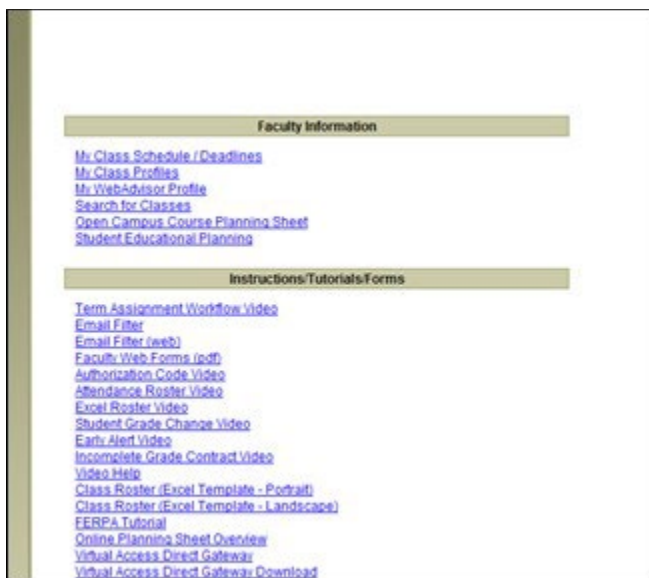 Faculty Information
My Class Schedule / Deadlines
My Class Profiles
My WebAdvisor Profile
Search for Classes
Open Campus Course Planning Sheet
Student Educational Planning
Instructions/Tutorials/Forms
Term Assignment Workflow Video
Email Filter
Email Filter (web)
Faculty Web Forms (pdf)
Authorization Code Video
Attendance Roster Video
Excel Roster Video
Student Grade Change Video
Early Alert Video
Incomplete Grade Contract Video
Video Help
Class Roster (Excel Template - Portrait)
Class Roster (Excel Template - Landscape)
FERPA Tutorial
Online Planning Sheet Overview
Virtual Access Direct Gateway
Virtual Access Direct Gateway Download